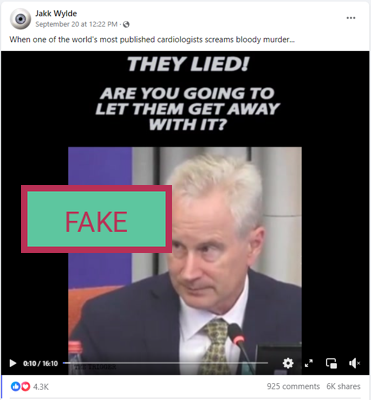 Jakk Wylde
September 20 at 12:22 PM ·
When one of the world's most published cardiologists screams bloody murder...
THEY LIED!
ARE YOU GOING TO
LET THEM GET AWAY
WITH IT?
FAKE
0:10 / 16:10
4.3K
925 comments 6K shares